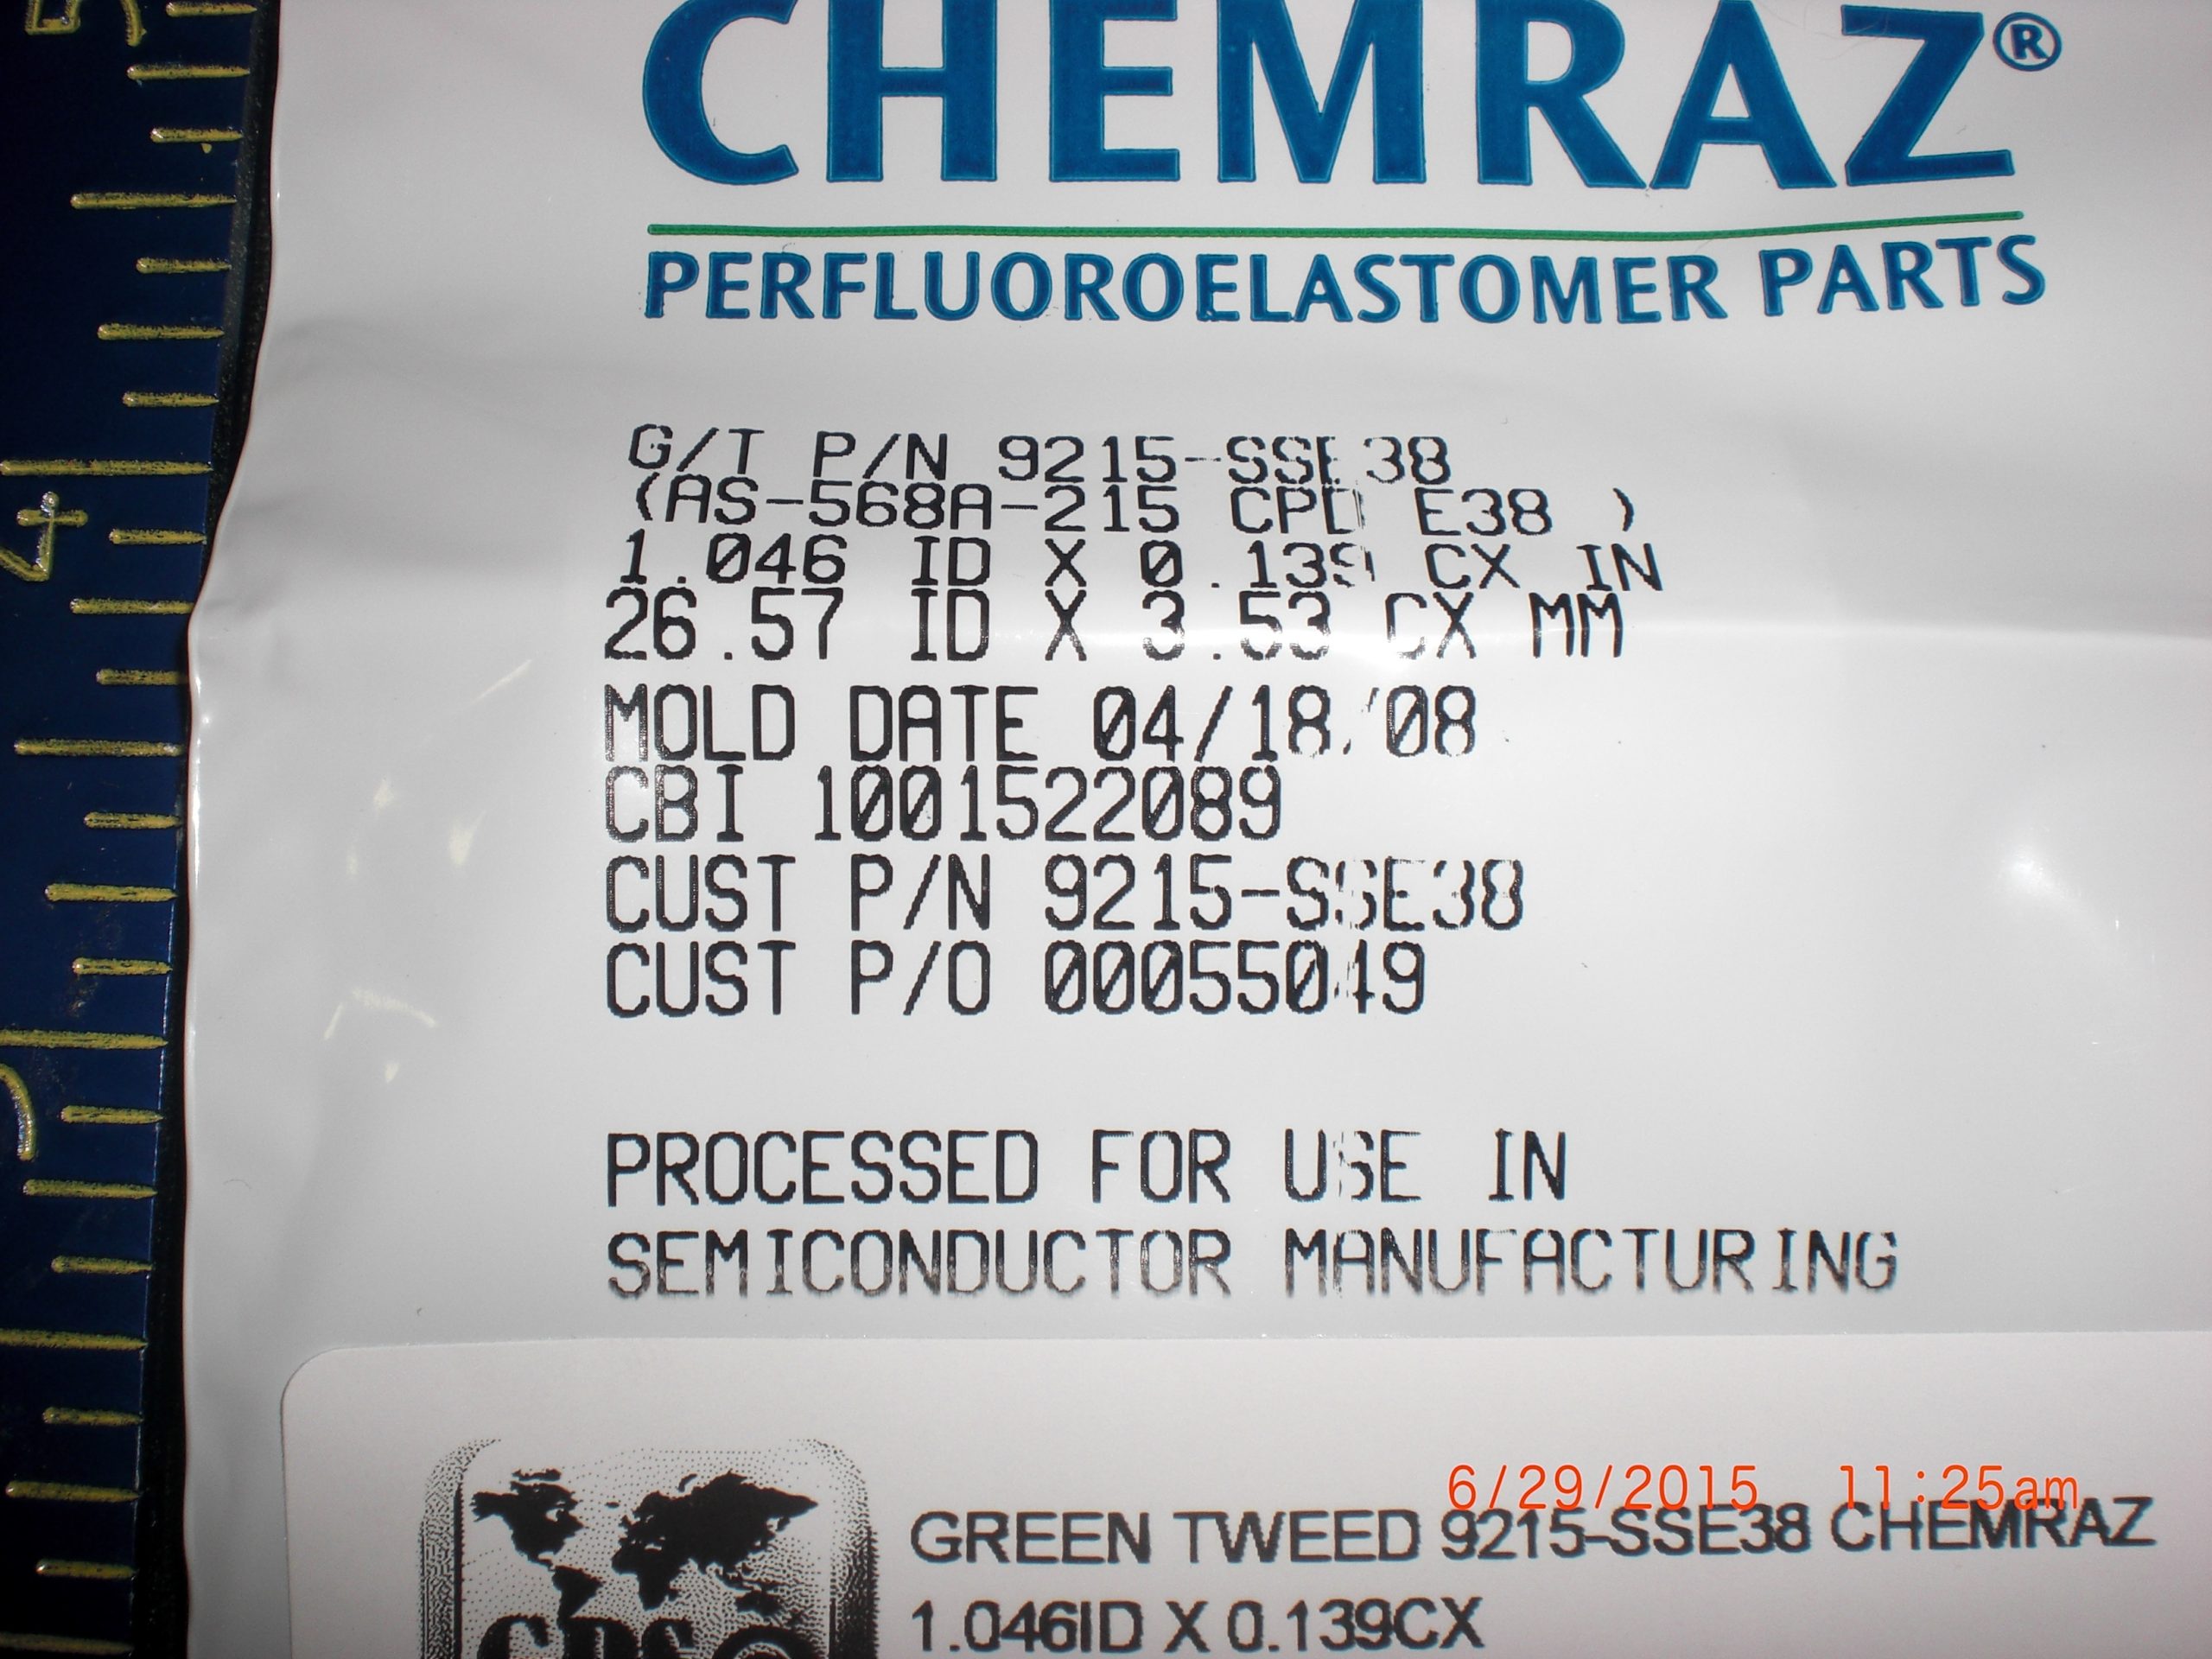 CHEMRAZ®
PERFLUOROELASTOMER PARTS
G/T P/N 9215-SSE38
(AS-568A-215 CPD E38 )
1.046 ID X 0.139 CX IN
26.57 ID X 3.53 CX MM
MOLD DATE 04/18/08
CBI 1001522089
CUST P/N 9215-SSE38
CUST P/O 00055049
PROCESSED FOR USE IN
SEMICONDUCTOR MANUFACTURING
6/29/2015 11:25am
GREEN TWEED 9215-SSE38 CHEMRAZ
1.046ID X 0.139CX
4